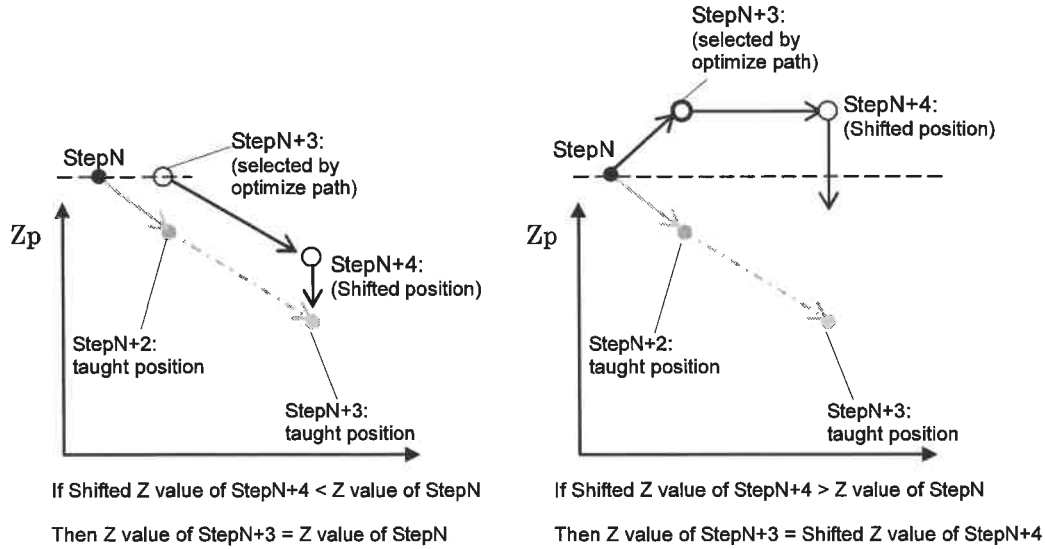 StepN
StepN+3:
(selected by
optimize path)
Zp
StepN+4:
(Shifted position)
StepN+2:
taught position
StepN+3:
taught position
If Shifted Z value of StepN+4 < Z value of StepN
Then Z value of StepN+3 = Z value of StepN
StepN+3:
(selected by
optimize path)
StepN+4:
(Shifted position)
StepN
Zp
StepN+2:
taught position
StepN+3:
taught position
If Shifted Z value of StepN+4 > Z value of StepN
Then Z value of StepN+3 = Shifted Z value of StepN+4